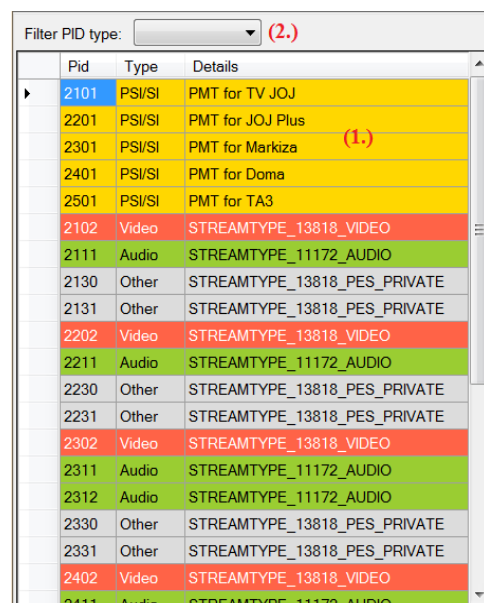 Filter PID type: (2.)
Pid Type Details
2101 PSI/SI PMT for TV JOJ
2201 PSI/SI PMT for JOJ Plus
2301 PSI/SI PMT for Markiza (1.)
2401 PSI/SI PMT for Doma
2501 PSI/SI PMT for TA3
2102 Video STREAMTYPE_13818_VIDEO
2111 Audio STREAMTYPE_11172_AUDIO
2130 Other STREAMTYPE_13818_PES_PRIVATE
2131 Other STREAMTYPE_13818_PES_PRIVATE
2202 Video STREAMTYPE_13818_VIDEO
2211 Audio STREAMTYPE_11172_AUDIO
2230 Other STREAMTYPE_13818_PES_PRIVATE
2231 Other STREAMTYPE_13818_PES_PRIVATE
2302 Video STREAMTYPE_13818_VIDEO
2311 Audio STREAMTYPE_11172_AUDIO
2312 Audio STREAMTYPE_11172_AUDIO
2330 Other STREAMTYPE_13818_PES_PRIVATE
2331 Other STREAMTYPE_13818_PES_PRIVATE
2402 Video STREAMTYPE_13818_VIDEO
2411 Audio STREAMTYPE_11172_AUDIO